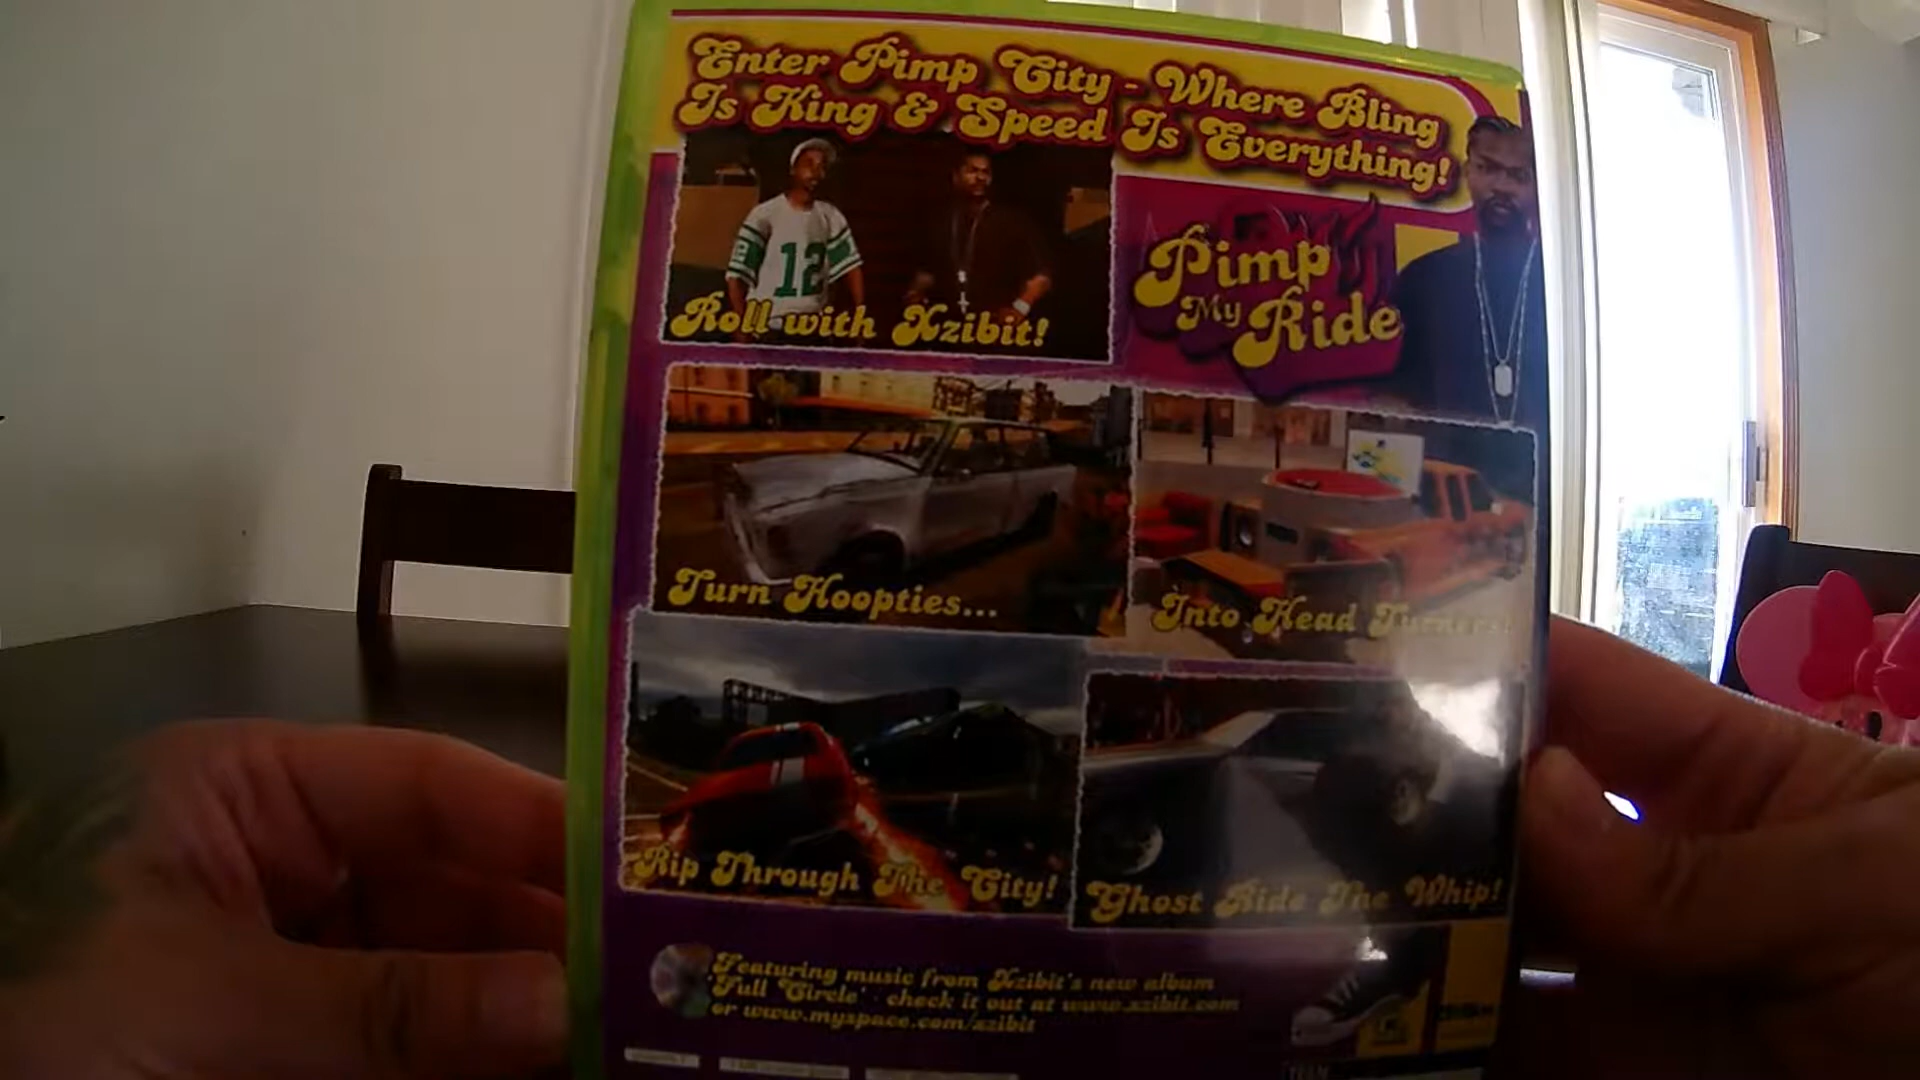 Enter Pimp City - Where Bling
Is King & Speed Is Everything!
12
Roll with Xzibit!
Pimp
My Ride
Turn Hoopties...
Into Head Turners!
Rip Through The City!
Ghost Ride The Whip!
Featuring music from Xzibit's new album
'Full Circle' - check it out at www.xzibit.com
or www.myspace.com/xzibit